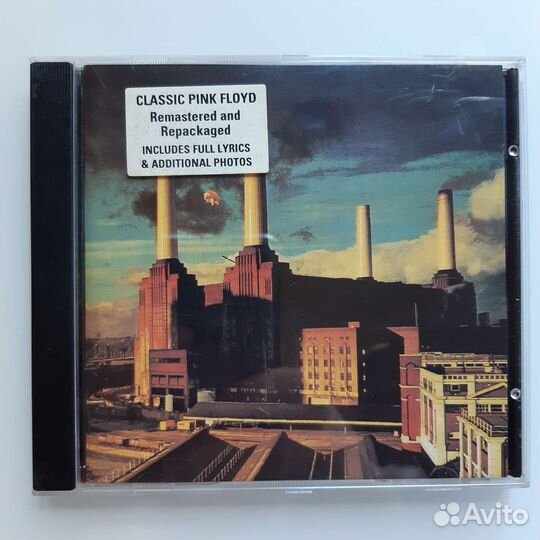 CLASSIC PINK FLOYD
Remastered and
Repackaged
INCLUDES FULL LYRICS
& ADDITIONAL PHOTOS
Avito